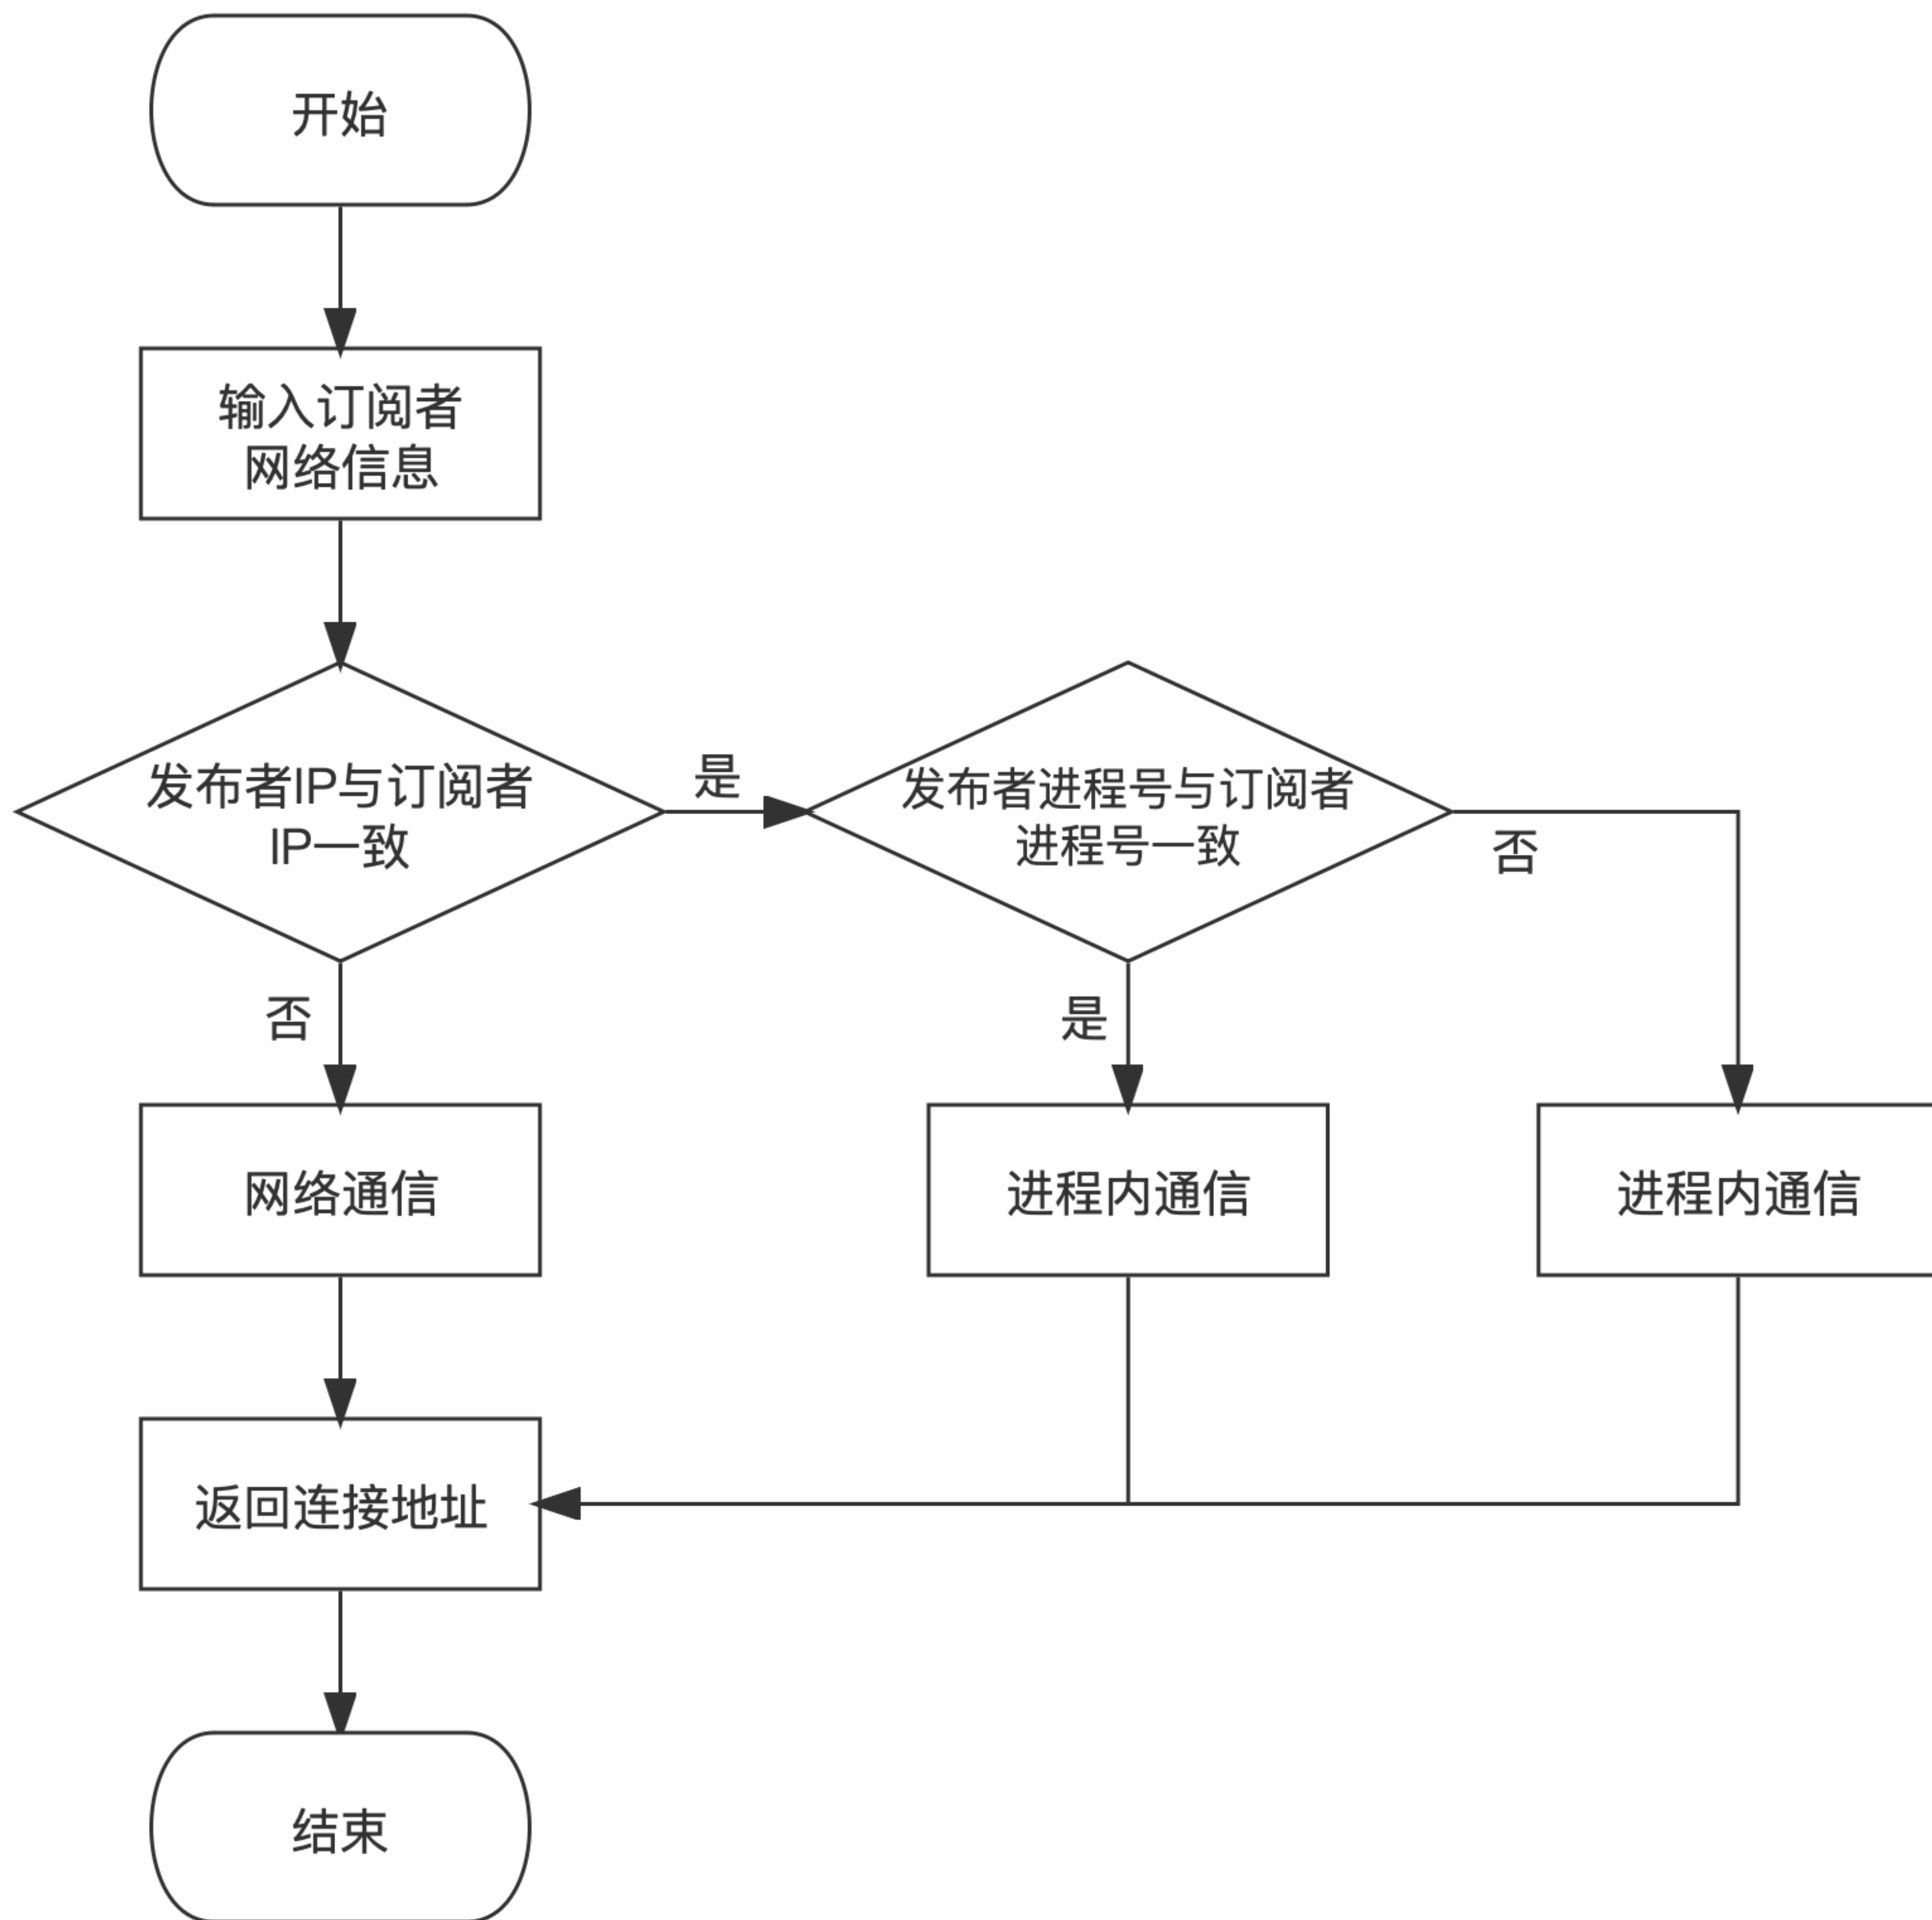 开始
输入订阅者
网络信息
发布者IP与订阅者
IP一致
是
发布者进程号与订阅者
进程号一致
否
否
是
网络通信
进程内通信
进程内通信
返回连接地址
结束